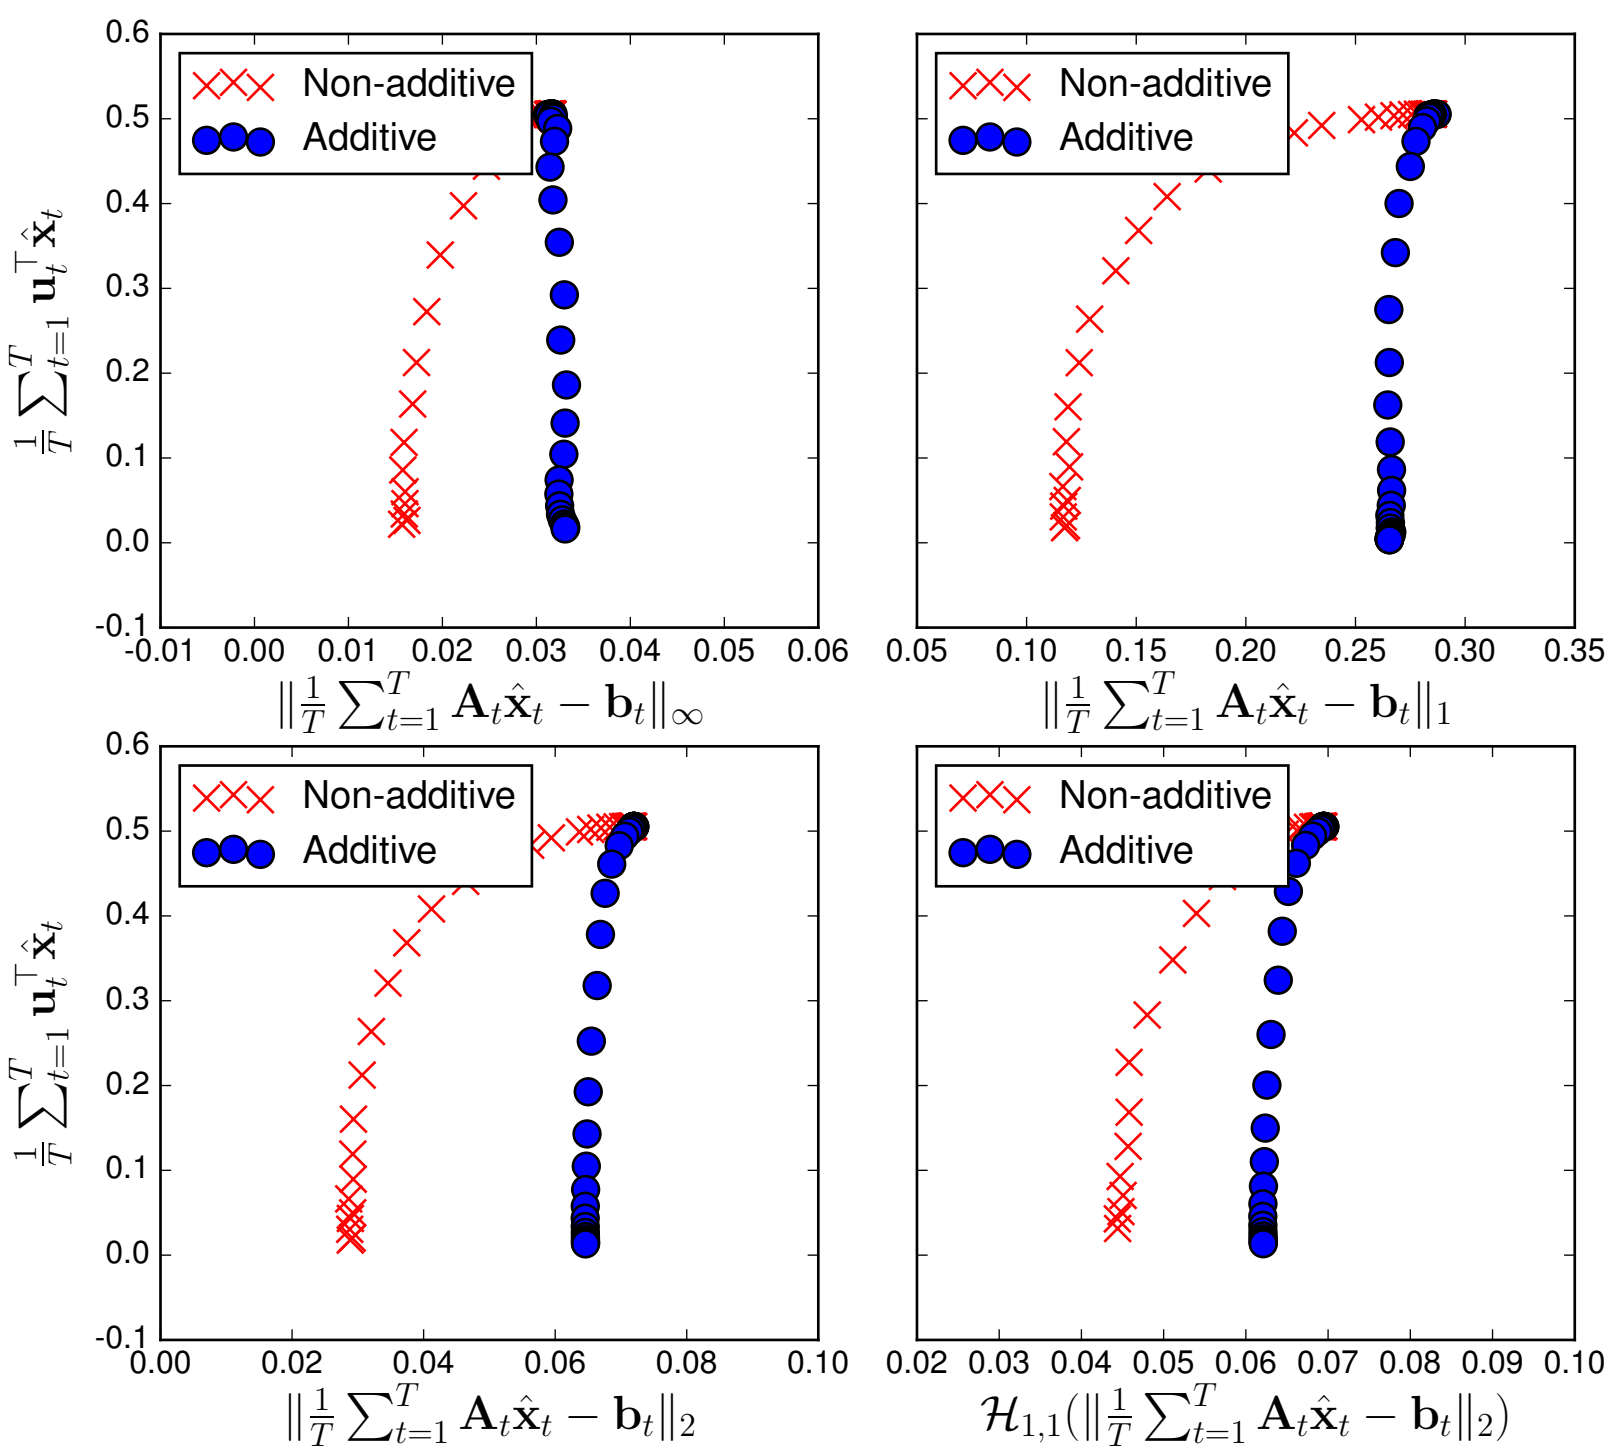 0.6
0.5
0.4
0.3
0.2
0.1
0.0
-0.1
Non-additive
Additive
-0.01 0.00 0.01 0.02 0.03 0.04 0.05 0.06
‖1/T ∑_{t=1}^{T} A_t x̂_t − b_t‖_∞
1/T ∑_{t=1}^{T} u_t^⊤ x̂_t
Non-additive
Additive
0.05 0.10 0.15 0.20 0.25 0.30 0.35
‖1/T ∑_{t=1}^{T} A_t x̂_t − b_t‖_1
0.6
0.5
0.4
0.3
0.2
0.1
0.0
-0.1
Non-additive
Additive
0.00 0.02 0.04 0.06 0.08 0.10
‖1/T ∑_{t=1}^{T} A_t x̂_t − b_t‖_2
1/T ∑_{t=1}^{T} u_t^⊤ x̂_t
Non-additive
Additive
0.02 0.03 0.04 0.05 0.06 0.07 0.08 0.09 0.10
ℋ_{1,1}(‖1/T ∑_{t=1}^{T} A_t x̂_t − b_t‖_2)